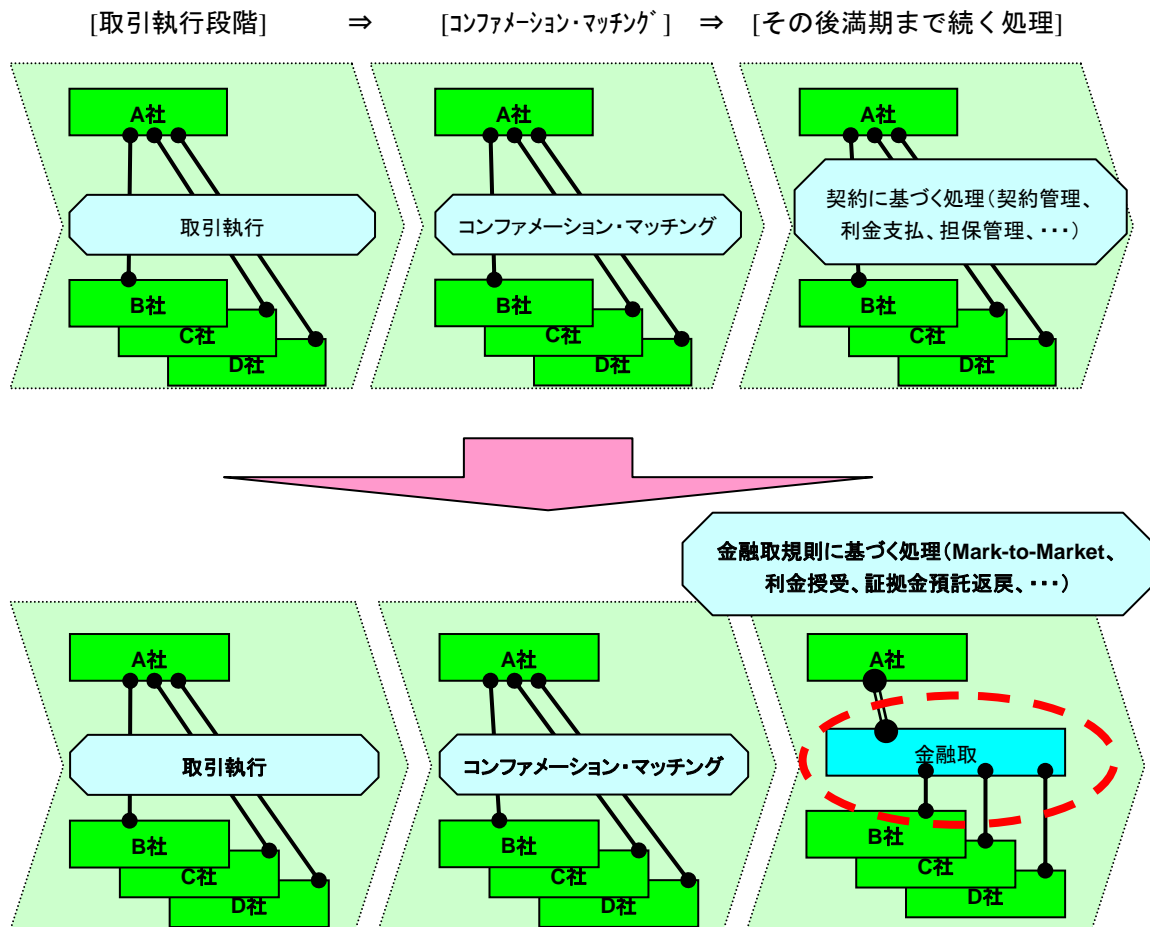 [取引執行段階] ⇒ [ｺﾝﾌｧﾒｰｼｮﾝ・ﾏｯﾁﾝｸﾞ] ⇒ [その後満期まで続く処理]
A社
取引執行
B社
C社
D社
A社
コンファメーション・マッチング
B社
C社
D社
A社
契約に基づく処理（契約管理、
利金支払、担保管理、・・・）
B社
C社
D社
金融取規則に基づく処理（Mark-to-Market、
利金授受、証拠金預託返戻、・・・）
A社
取引執行
B社
C社
D社
A社
コンファメーション・マッチング
B社
C社
D社
A社
金融取
B社
C社
D社